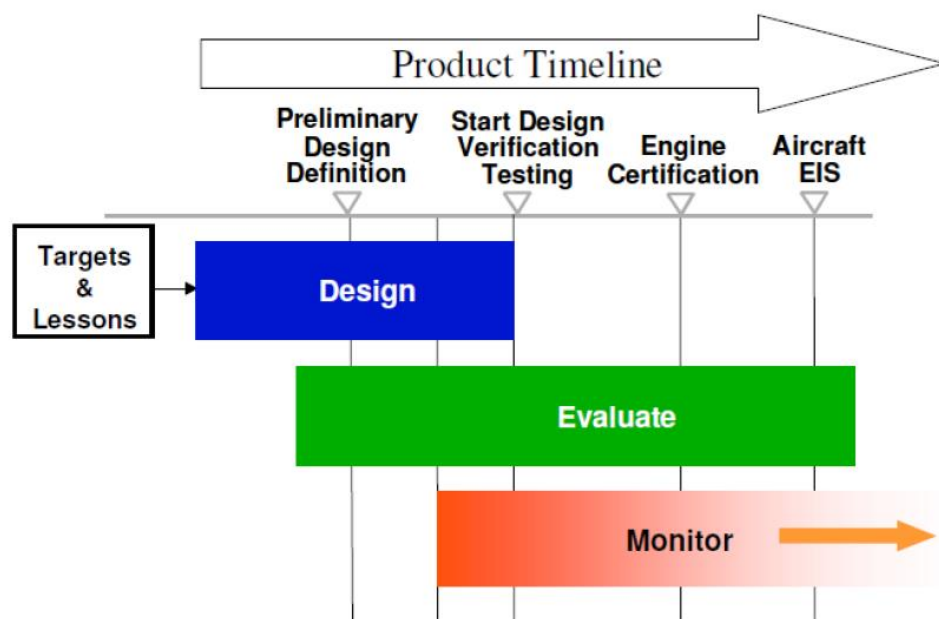 Product Timeline
Preliminary
Design
Definition
Start Design
Verification
Testing
Engine
Certification
Aircraft
EIS
Targets
&
Lessons
Design
Evaluate
Monitor